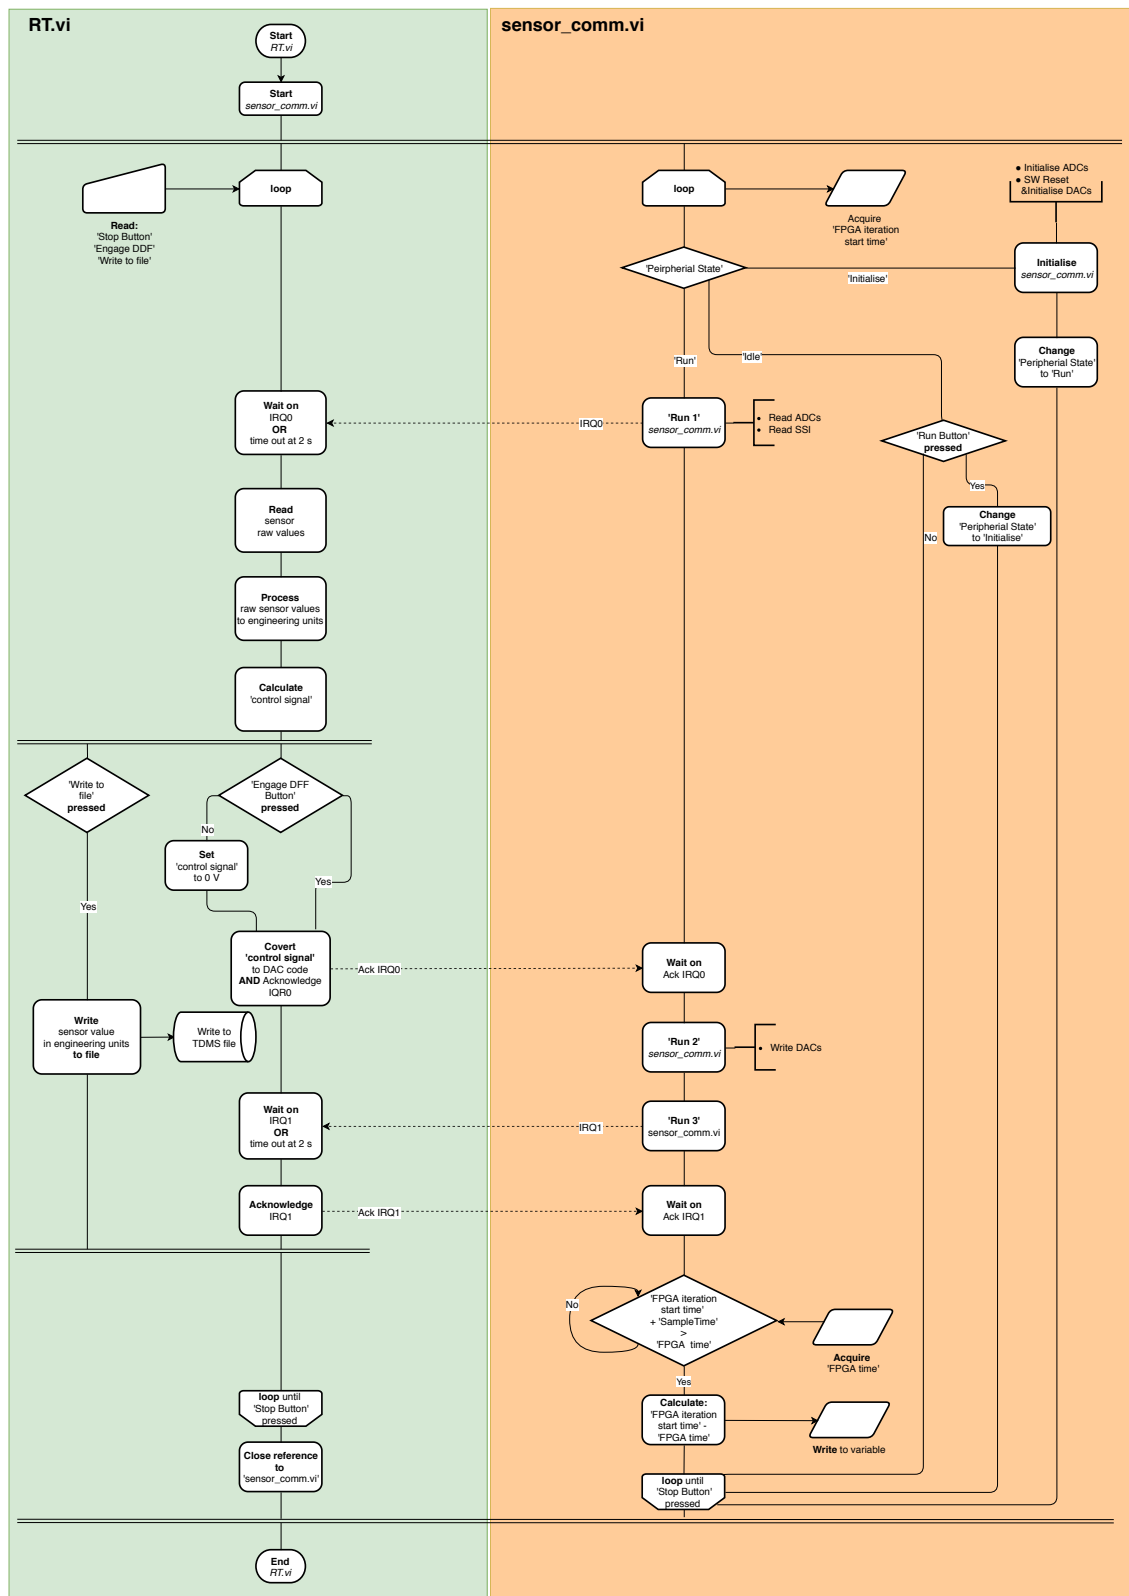 RT.vi
Start
RT.vi
Start
sensor_comm.vi
loop
Read:
'Stop Button'
'Engage DDF'
'Write to file'
Wait on
IRQ0
OR
time out at 2 s
Read
sensor
raw values
Process
raw sensor values
to engineering units
Calculate
'control signal'
'Write to
file'
pressed
'Engage DFF
Button'
pressed
No
Set
'control signal'
to 0 V
Yes
Yes
Covert
'control signal'
to DAC code
AND Acknowledge
IQR0
Ack IRQ0
Write
sensor value
in engineering units
to file
Write to
TDMS file
Wait on
IRQ1
OR
time out at 2 s
Acknowledge
IRQ1
Ack IRQ1
loop until
'Stop Button'
pressed
Close reference
to
'sensor_comm.vi'
End
RT.vi
sensor_comm.vi
loop
Acquire
'FPGA iteration
start time'
● Initialise ADCs
● SW Reset
&Initialise DACs
'Peirpherial State'
'Initialise'
Initialise
sensor_comm.vi
Change
'Peripherial State'
to 'Run'
'Run'
'Idle'
IRQ0
'Run 1'
sensor_comm.vi
• Read ADCs
• Read SSI
'Run Button'
pressed
Yes
No
Change
'Peripherial State'
to 'Initialise'
Wait on
Ack IRQ0
'Run 2'
sensor_comm.vi
• Write DACs
IRQ1
'Run 3'
sensor_comm.vi
Wait on
Ack IRQ1
No
'FPGA iteration
start time'
+ 'SampleTime'
>
'FPGA time'
Acquire
'FPGA time'
Yes
Calculate:
'FPGA iteration
start time' -
'FPGA time'
Write to variable
loop until
'Stop Button'
pressed